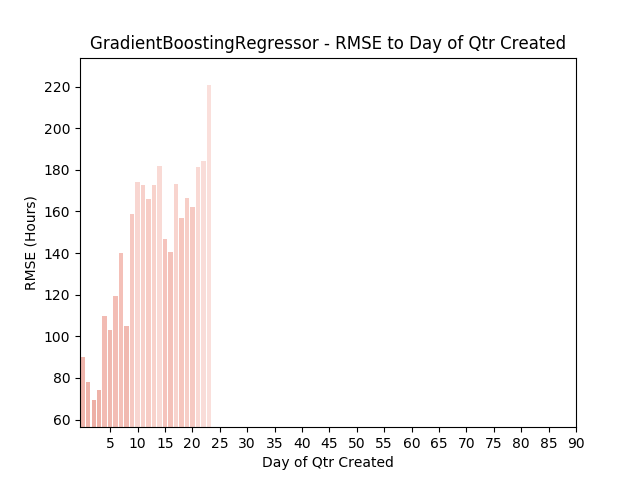 GradientBoostingRegressor - RMSE to Day of Qtr Created
220
200
180
160
140
120
100
80
60
RMSE (Hours)
5 10 15 20 25 30 35 40 45 50 55 60 65 70 75 80 85 90
Day of Qtr Created